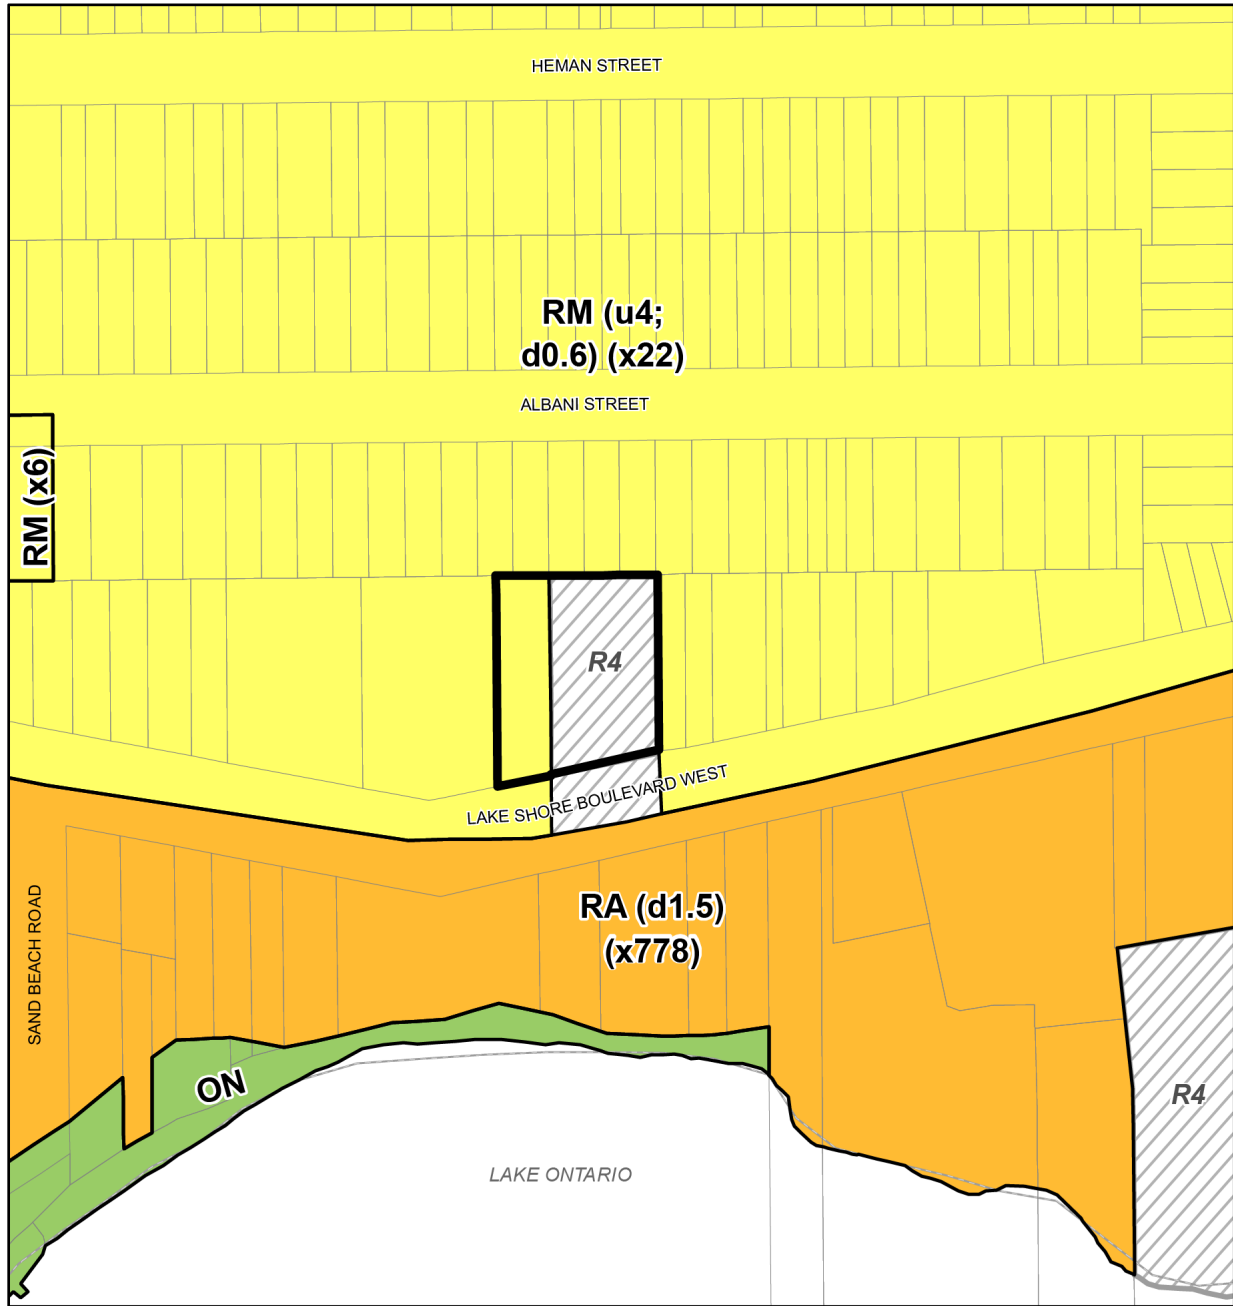 HEMAN STREET
RM (u4;
d0.6) (x22)
ALBANI STREET
RM (x6)
R4
LAKE SHORE BOULEVARD WEST
RA (d1.5)
(x778)
SAND BEACH ROAD
ON
R4
LAKE ONTARIO